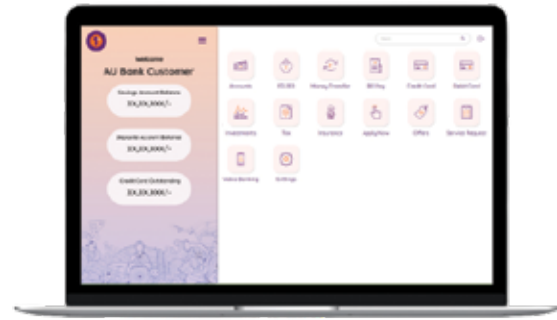 Welcome
AU Bank Customer
Savings Account Balance
XX,XX,XXX/-
Deposits Account Balance
XX,XX,XXX/-
Credit Card Outstanding
XX,XX,XXX/-
Search
Accounts
FD/RD
Money Transfer
Bill Pay
Credit Card
Debit Card
Investments
Tax
Insurance
Apply Now
Offers
Service Request
Video Banking
Settings